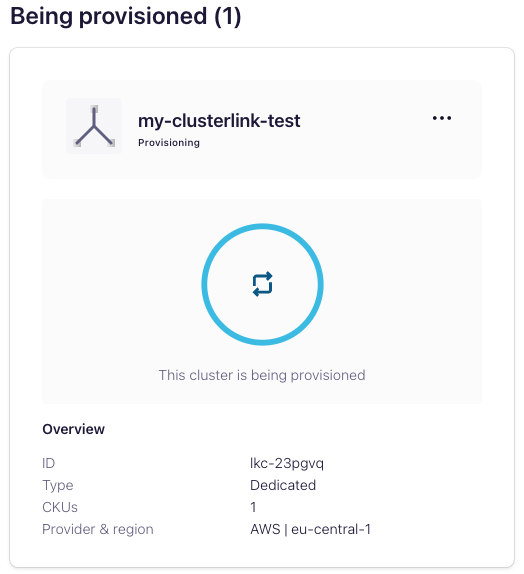 Being provisioned (1)
my-clusterlink-test
Provisioning
This cluster is being provisioned
Overview
ID lkc-23pgvq
Type Dedicated
CKUs 1
Provider & region AWS | eu-central-1